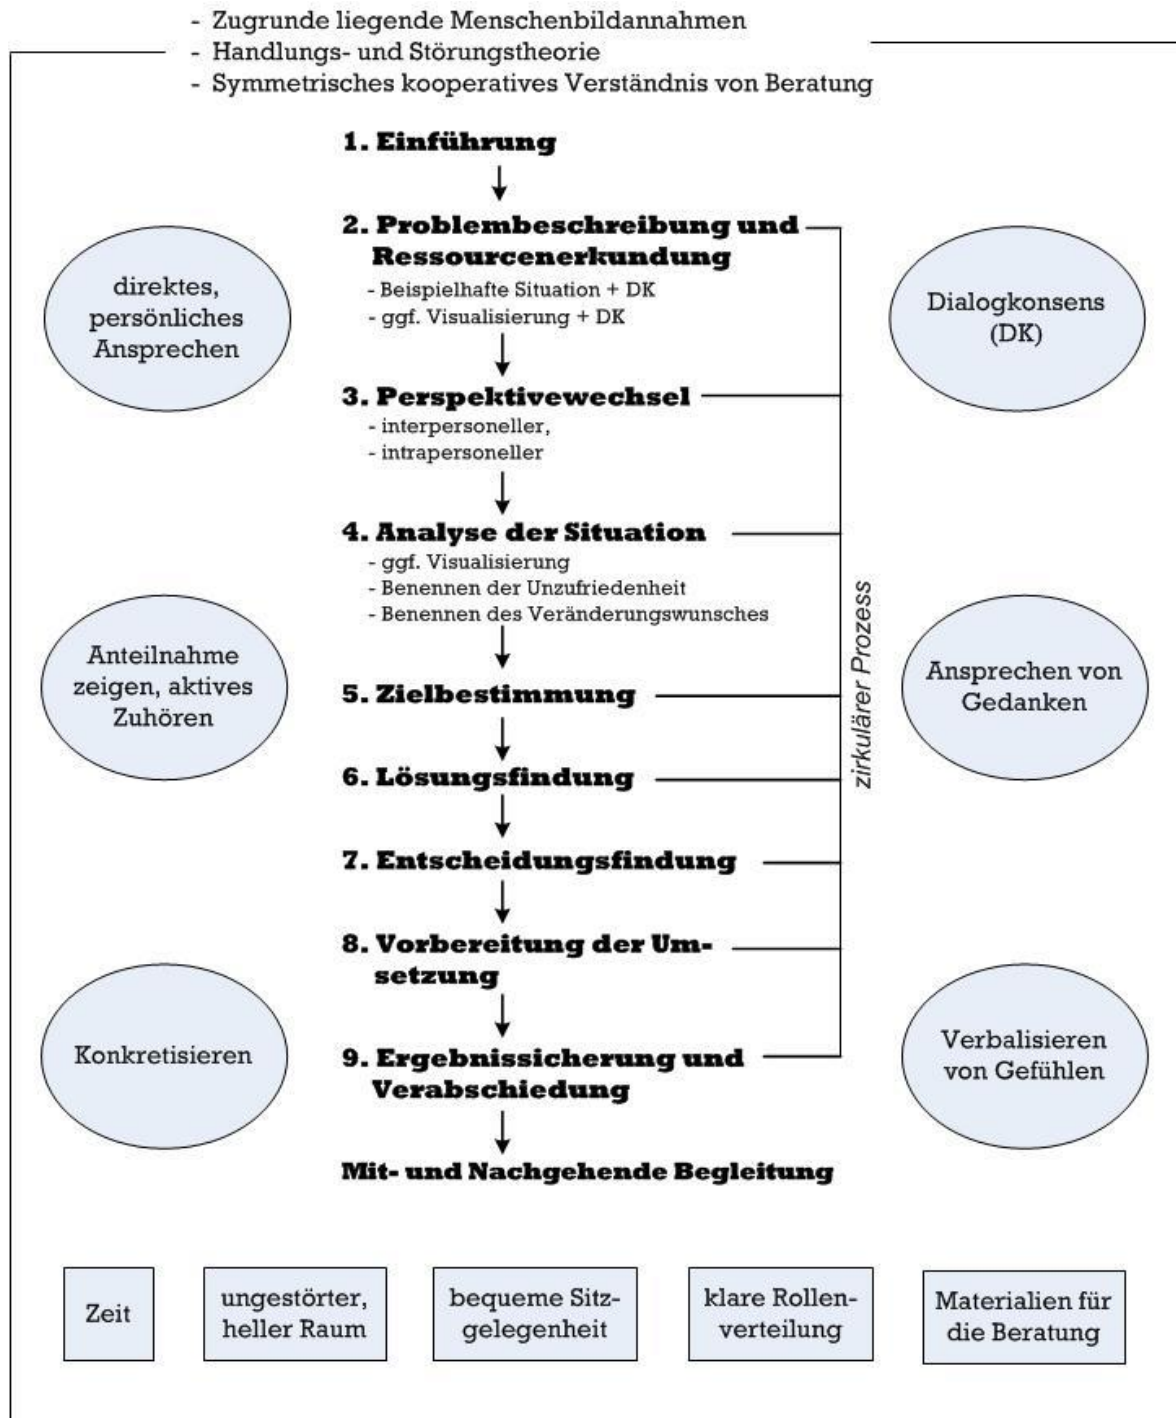 - Zugrunde liegende Menschenbildannahmen
- Handlungs- und Störungstheorie
- Symmetrisches kooperatives Verständnis von Beratung
1. Einführung
2. Problembeschreibung und
Ressourcenerkundung
- Beispielhafte Situation + DK
- ggf. Visualisierung + DK
3. Perspektivewechsel
- interpersoneller,
- intrapersoneller
4. Analyse der Situation
- ggf. Visualisierung
- Benennen der Unzufriedenheit
- Benennen des Veränderungswunsches
5. Zielbestimmung
6. Lösungsfindung
7. Entscheidungsfindung
8. Vorbereitung der Um-
setzung
9. Ergebnissicherung und
Verabschiedung
Mit- und Nachgehende Begleitung
zirkulärer Prozess
direktes,
persönliches
Ansprechen
Anteilnahme
zeigen, aktives
Zuhören
Konkretisieren
Dialogkonsens
(DK)
Ansprechen von
Gedanken
Verbalisieren
von Gefühlen
Zeit
ungestörter,
heller Raum
bequeme Sitz-
gelegenheit
klare Rollen-
verteilung
Materialien für
die Beratung